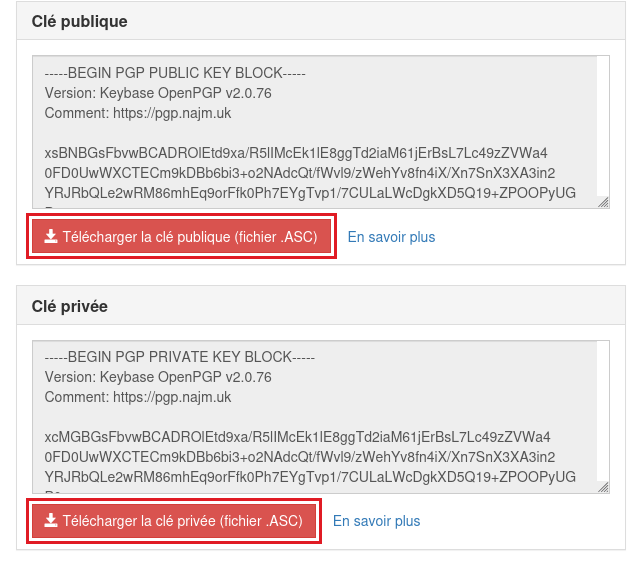 Clé publique
-----BEGIN PGP PUBLIC KEY BLOCK-----
Version: Keybase OpenPGP v2.0.76
Comment: https://pgp.najm.uk
xsBNBGsFbvwBCADROlEtd9xa/R5lIMcEk1lE8ggTd2iaM61jErBsL7Lc49zZVWa4
0FD0UwWXCTECm9kDBb6bi3+o2NAdcQt/fWvl9/zWehYv8fn4iX/Xn7SnX3XA3in2
YRJRbQLe2wRM86mhEq9orFfk0Ph7EYgTvp1/7CULaLWcDgkXD5Q19+ZPOOPyUG
Télécharger la clé publique (fichier .ASC) En savoir plus
Clé privée
-----BEGIN PGP PRIVATE KEY BLOCK-----
Version: Keybase OpenPGP v2.0.76
Comment: https://pgp.najm.uk
xcMGBGsFbvwBCADROlEtd9xa/R5lIMcEk1lE8ggTd2iaM61jErBsL7Lc49zZVWa4
0FD0UwWXCTECm9kDBb6bi3+o2NAdcQt/fWvl9/zWehYv8fn4iX/Xn7SnX3XA3in2
YRJRbQLe2wRM86mhEq9orFfk0Ph7EYgTvp1/7CULaLWcDgkXD5Q19+ZPOOPyUG
Télécharger la clé privée (fichier .ASC) En savoir plus